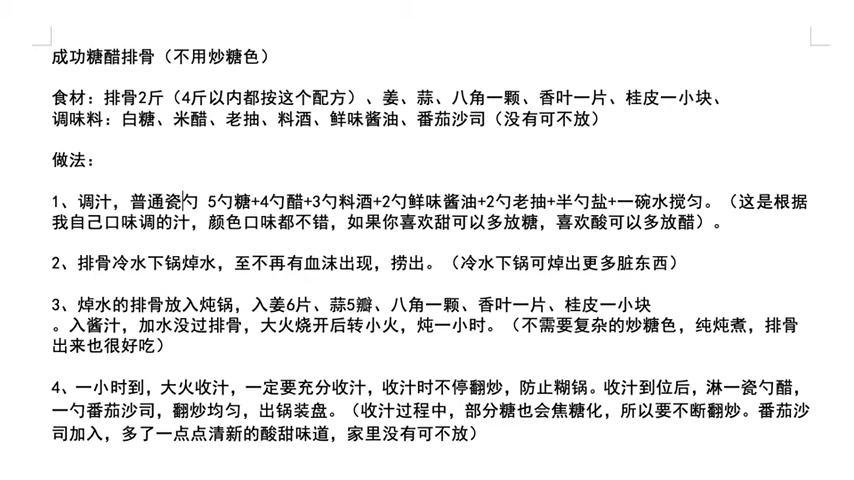 成功糖醋排骨（不用炒糖色）
食材：排骨2斤（4斤以内都按这个配方）、姜、蒜、八角一颗、香叶一片、桂皮一小块、
调味料：白糖、米醋、老抽、料酒、鲜味酱油、番茄沙司（没有可不放）
做法：
1、调汁，普通瓷勺 5勺糖+4勺醋+3勺料酒+2勺鲜味酱油+2勺老抽+半勺盐+一碗水搅匀。（这是根据
我自己口味调的汁，颜色口味都不错，如果你喜欢甜可以多放糖，喜欢酸可以多放醋）。
2、排骨冷水下锅焯水，至不再有血沫出现，捞出。（冷水下锅可焯出更多脏东西）
3、焯水的排骨放入炖锅，入姜6片、蒜5瓣、八角一颗、香叶一片、桂皮一小块
。入酱汁，加水没过排骨，大火烧开后转小火，炖一小时。（不需要复杂的炒糖色，纯炖煮，排骨
出来也很好吃）
4、一小时到，大火收汁，一定要充分收汁，收汁时不停翻炒，防止糊锅。收汁到位后，淋一瓷勺醋，
一勺番茄沙司，翻炒均匀，出锅装盘。（收汁过程中，部分糖也会焦糖化，所以要不断翻炒。番茄沙
司加入，多了一点点清新的酸甜味道，家里没有可不放）